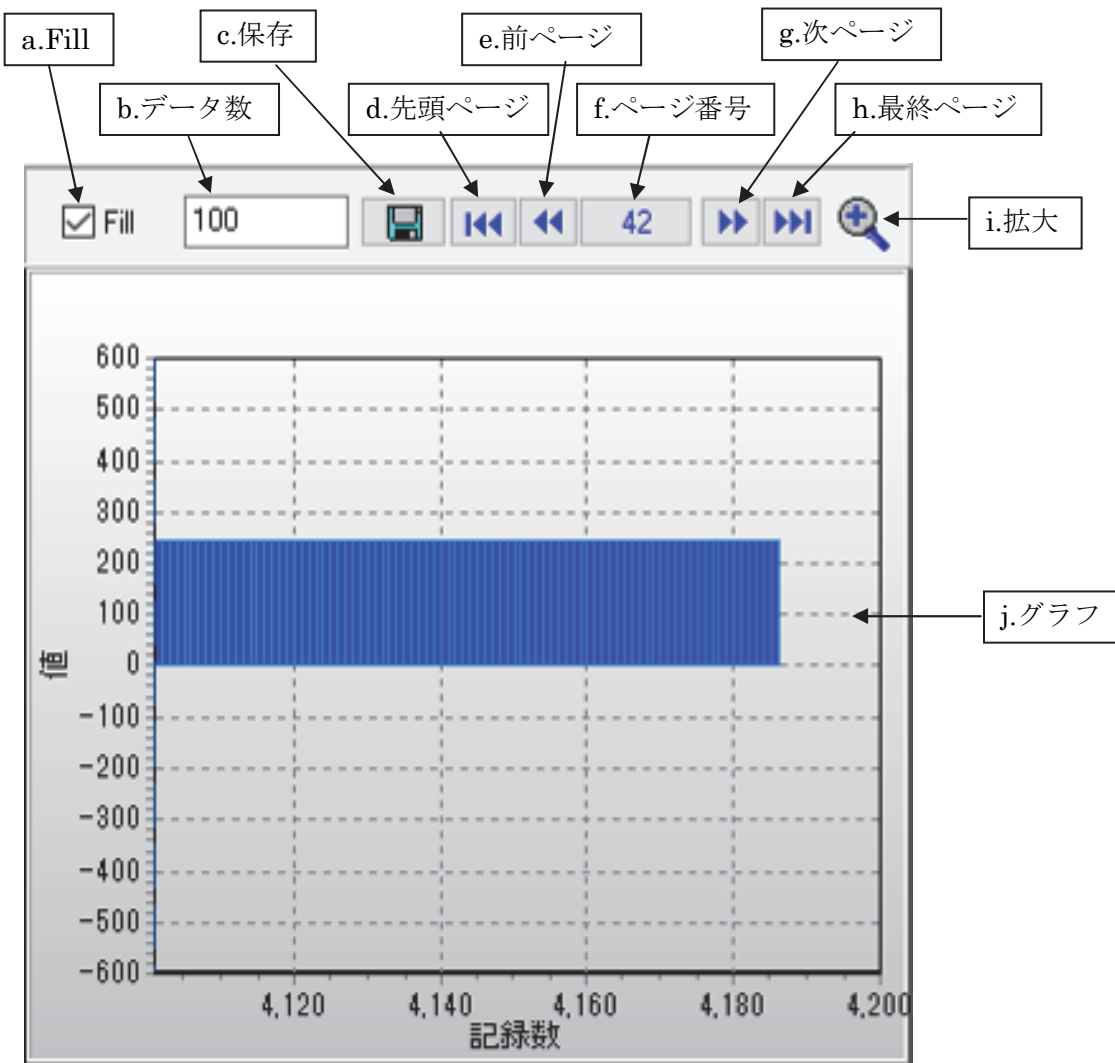 a.Fill
c.保存
e.前ページ
g.次ページ
b.データ数
d.先頭ページ
f.ページ番号
h.最終ページ
Fill
100
42
i.拡大
600
500
400
300
200
100
0
-100
-200
-300
-400
-500
-600
値
j.グラフ
4,120
4,140
4,160
4,180
4,200
記録数